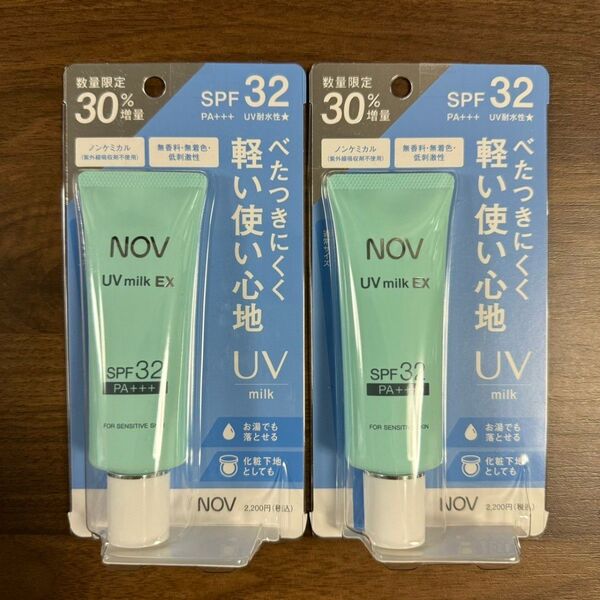 数量限定
30%増量
SPF 32
PA+++ UV耐水性★
ノンケミカル
(紫外線吸収剤不使用)
無香料・無着色・
低刺激性
べたつきにくく
軽い使い心地
NOV
UV milk EX
SPF 32
PA+++
FOR SENSITIVE SKIN
UV
milk
お湯でも
落とせる
化粧下地
としても
NOV
2,200円(税込)
数量限定
30%増量
SPF 32
PA+++ UV耐水性★
ノンケミカル
(紫外線吸収剤不使用)
無香料・無着色・
低刺激性
べたつきにくく
軽い使い心地
通常サイズ
NOV
UV milk EX
SPF 32
PA+++
FOR SENSITIVE SKIN
UV
milk
お湯でも
落とせる
化粧下地
としても
NOV
2,200円(税込)